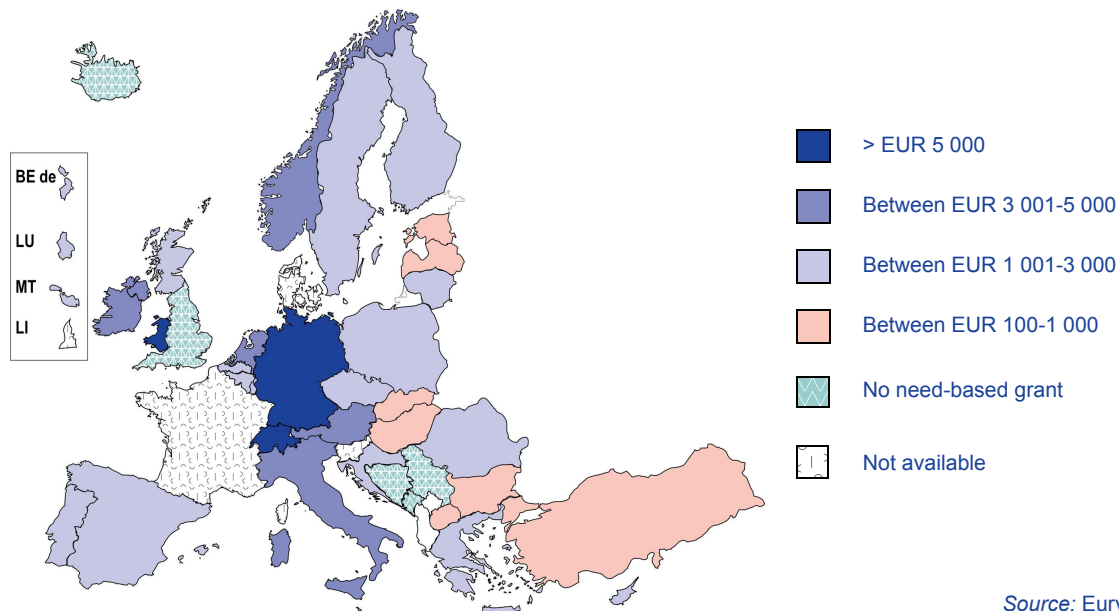 BE de
LU
MT
LI
> EUR 5 000
Between EUR 3 001-5 000
Between EUR 1 001-3 000
Between EUR 100-1 000
No need-based grant
Not available
Source: